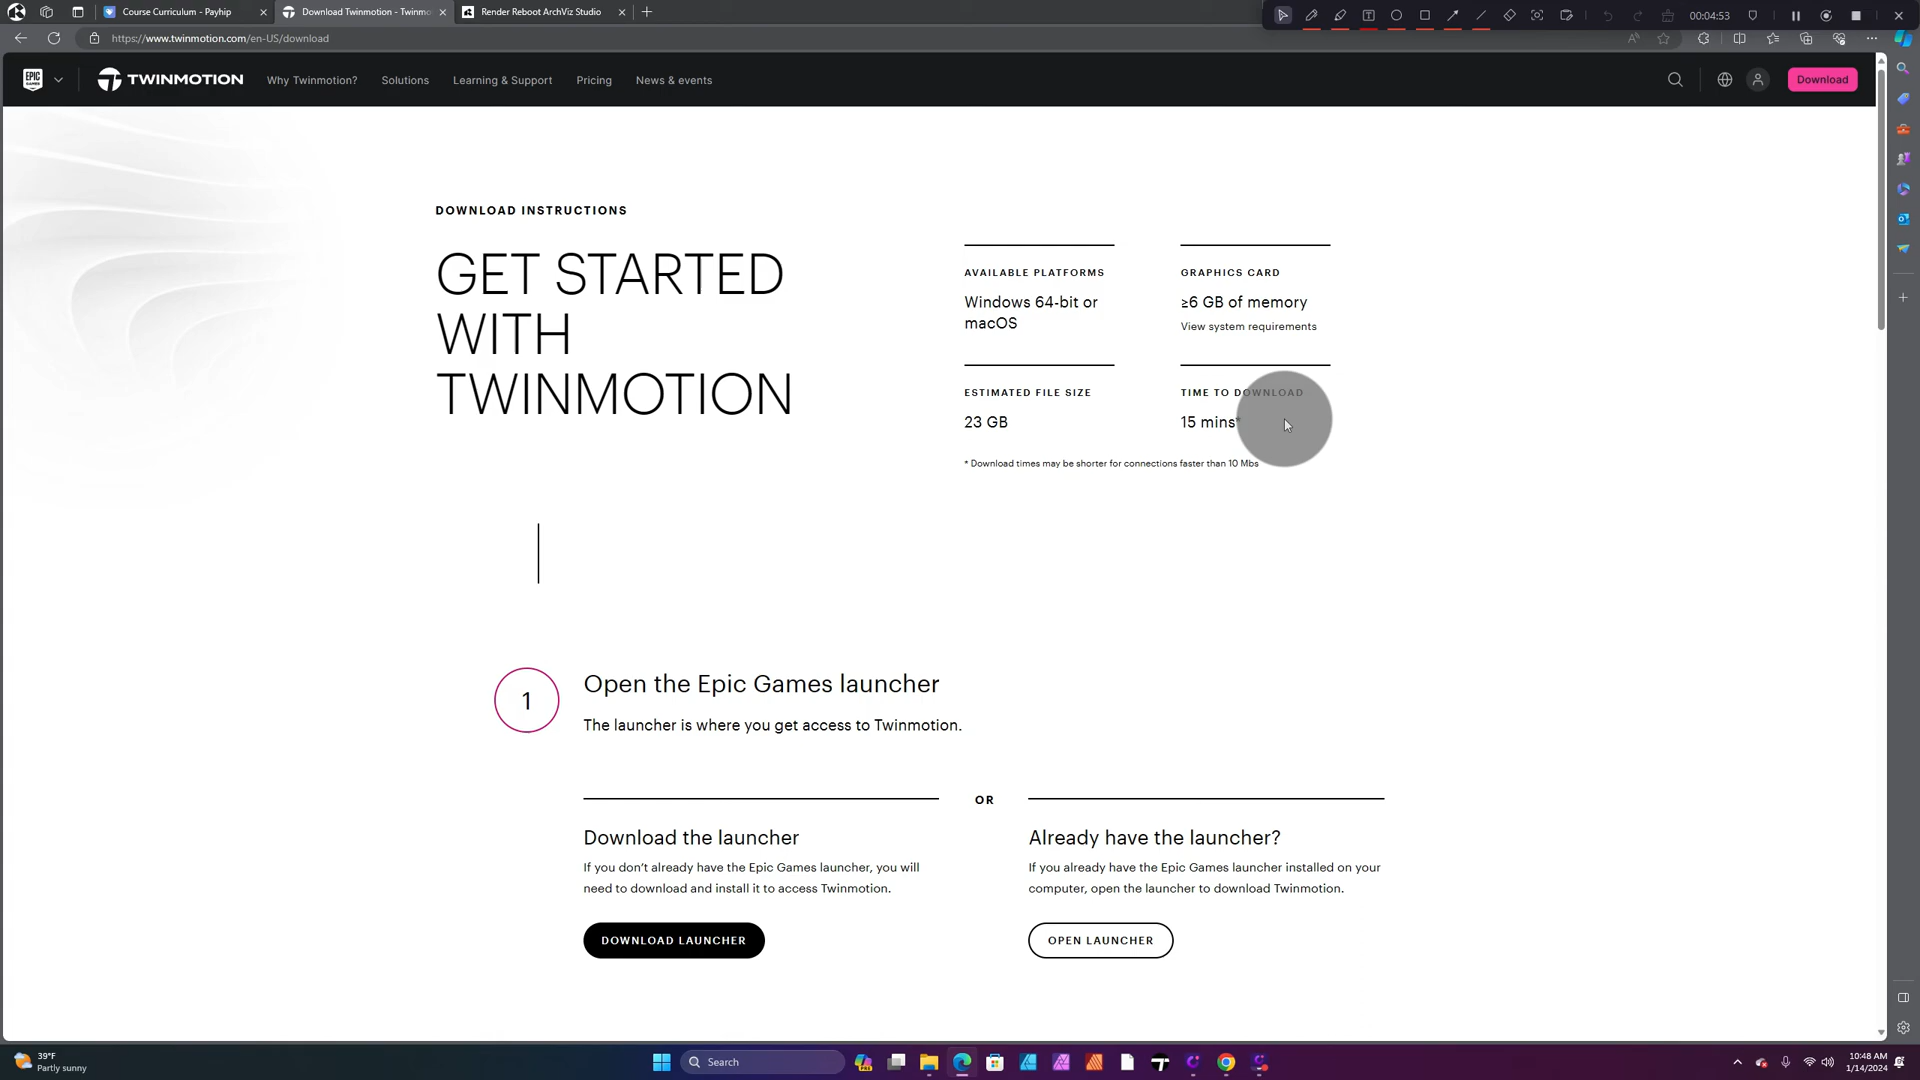 Course Curriculum - Payhip
Download Twinmotion - Twinmo
Render Reboot ArchViz Studio
00:04:53
https://www.twinmotion.com/en-US/download
EPIC GAMES
TWINMOTION
Why Twinmotion?
Solutions
Learning & Support
Pricing
News & events
Download
DOWNLOAD INSTRUCTIONS
GET STARTED
WITH
TWINMOTION
AVAILABLE PLATFORMS
Windows 64-bit or
macOS
GRAPHICS CARD
≥6 GB of memory
View system requirements
ESTIMATED FILE SIZE
23 GB
TIME TO DOWNLOAD
15 mins*
* Download times may be shorter for connections faster than 10 Mbs
1
Open the Epic Games launcher
The launcher is where you get access to Twinmotion.
Download the launcher
If you don’t already have the Epic Games launcher, you will
need to download and install it to access Twinmotion.
DOWNLOAD LAUNCHER
OR
Already have the launcher?
If you already have the Epic Games launcher installed on your
computer, open the launcher to download Twinmotion.
OPEN LAUNCHER
39°F
Partly sunny
Search
10:48 AM
1/14/2024